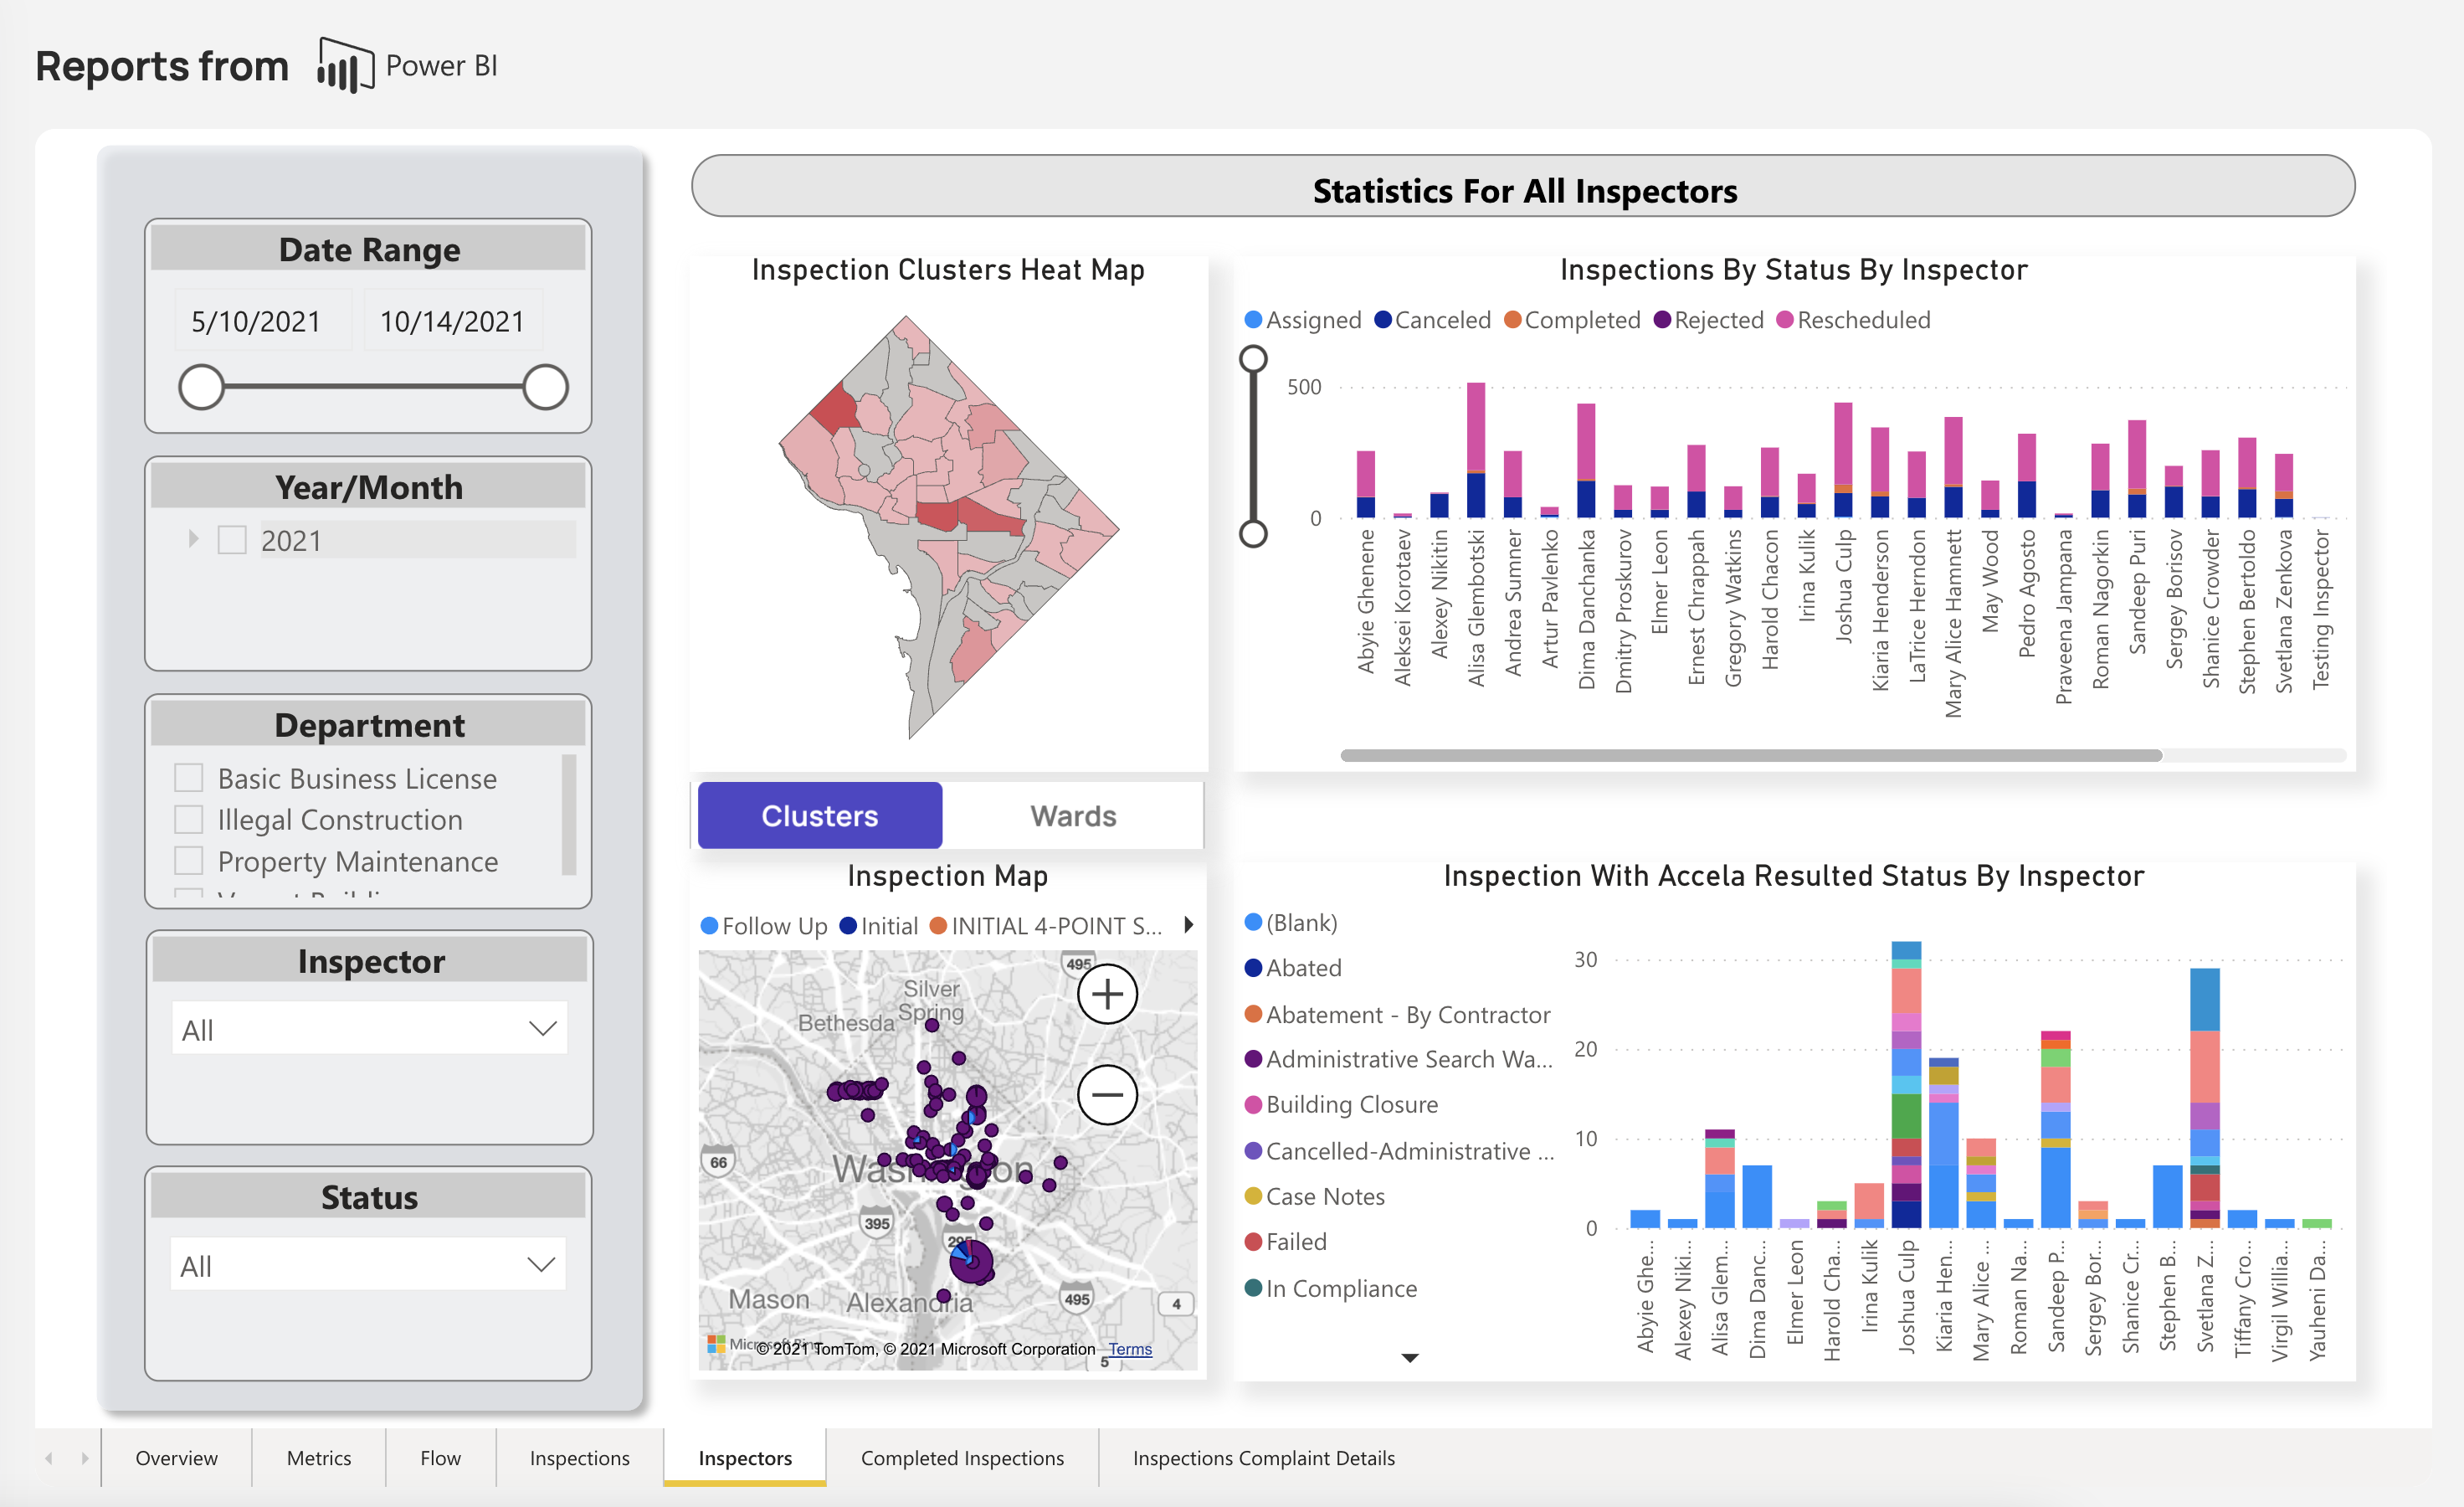 Reports from Power BI
Statistics For All Inspectors
Date Range
5/10/2021 10/14/2021
Year/Month
2021
Department
Basic Business License
Illegal Construction
Property Maintenance
Inspector
All
Status
All
Inspection Clusters Heat Map
Clusters Wards
Inspection Map
Follow Up Initial INITIAL 4-POINT S...
495
Silver
Spring
Bethesda
66
Washington
395
295
Mason Alexandria 495 4
© 2021 TomTom, © 2021 Microsoft Corporation Terms
5
Inspections By Status By Inspector
Assigned Canceled Completed Rejected Rescheduled
500
0
Abyie Ghenene
Aleksei Korotaev
Alexey Nikitin
Alisa Glembotski
Andrea Sumner
Artur Pavlenko
Dima Danchanka
Dmitry Proskurov
Elmer Leon
Ernest Chrappah
Gregory Watkins
Harold Chacon
Irina Kulik
Joshua Culp
Kiaria Henderson
LaTrice Herndon
Mary Alice Hamnett
May Wood
Pedro Agosto
Praveena Jampana
Roman Nagorkin
Sandeep Puri
Sergey Borisov
Shanice Crowder
Stephen Bertoldo
Svetlana Zenkova
Testing Inspector
Inspection With Accela Resulted Status By Inspector
(Blank)
Abated
Abatement - By Contractor
Administrative Search Wa...
Building Closure
Cancelled-Administrative ...
Case Notes
Failed
In Compliance
30
20
10
0
Abyie Ghe...
Alexey Niki...
Alisa Glem...
Dima Danc...
Elmer Leon
Harold Cha...
Irina Kulik
Joshua Culp
Kiaria Hen...
Mary Alice ...
Roman Na...
Sandeep P...
Sergey Bor...
Shanice Cr...
Stephen B...
Svetlana Z...
Tiffany Cro...
Virgil Willia...
Yauheni Da...
Overview Metrics Flow Inspections Inspectors Completed Inspections Inspections Complaint Details